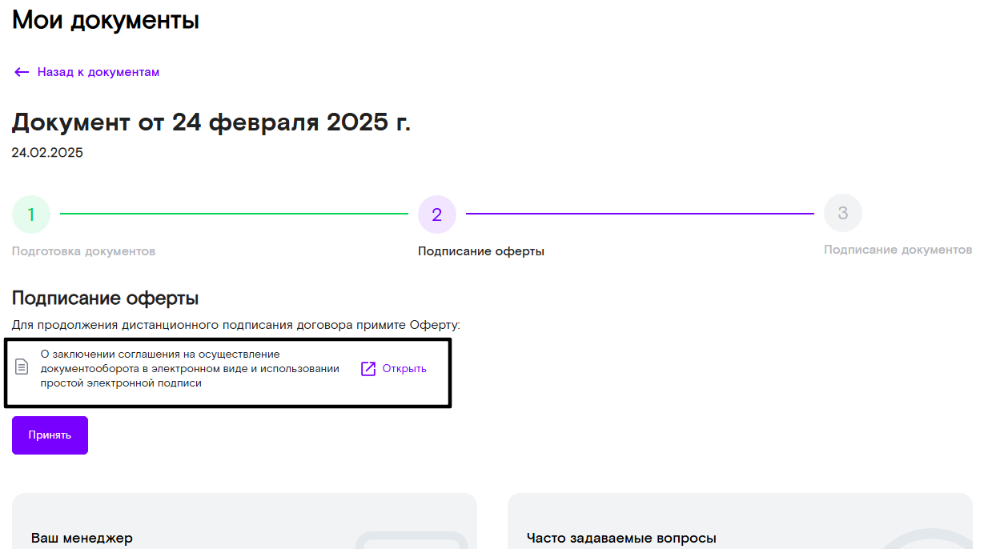 Мои документы
Назад к документам
Документ от 24 февраля 2025 г.
24.02.2025
1
2
3
Подготовка документов
Подписание оферты
Подписание документов
Подписание оферты
Для продолжения дистанционного подписания договора примите Оферту:
О заключении соглашения на осуществление
документооборота в электронном виде и использовании
простой электронной подписи
Открыть
Принять
Ваш менеджер
Часто задаваемые вопросы